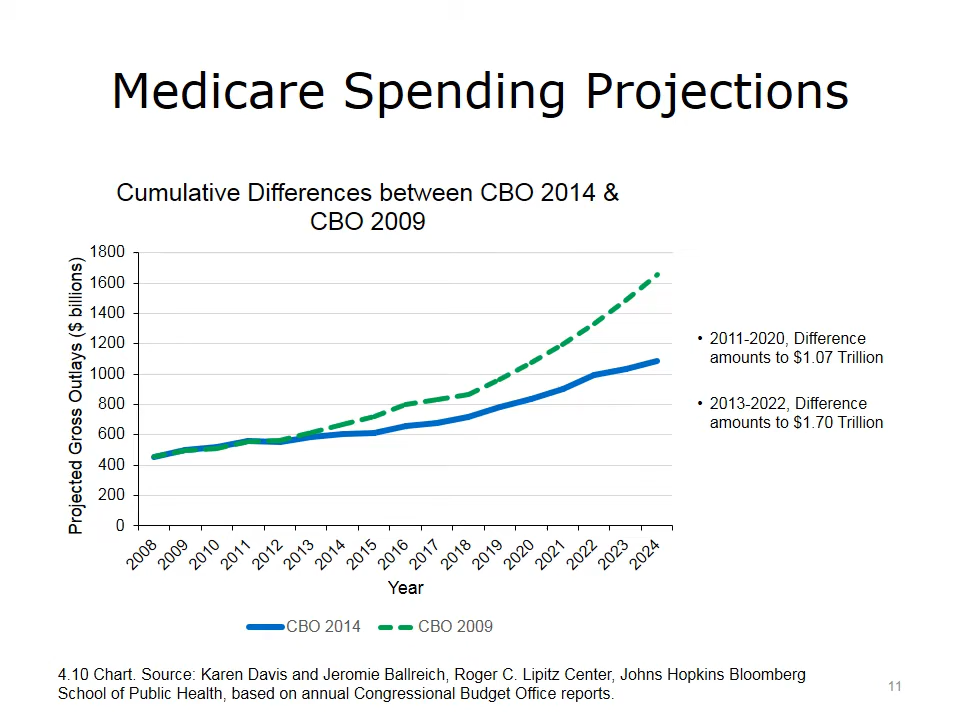 Medicare Spending Projections
Cumulative Differences between CBO 2014 &
CBO 2009
Projected Gross Outlays ($ billions)
1800
1600
1400
1200
1000
800
600
400
200
0
2008
2009
2010
2011
2012
2013
2014
2015
2016
2017
2018
2019
2020
2021
2022
2023
2024
Year
CBO 2014
CBO 2009
• 2011-2020, Difference
amounts to $1.07 Trillion
• 2013-2022, Difference
amounts to $1.70 Trillion
4.10 Chart. Source: Karen Davis and Jeromie Ballreich, Roger C. Lipitz Center, Johns Hopkins Bloomberg
School of Public Health, based on annual Congressional Budget Office reports.
11